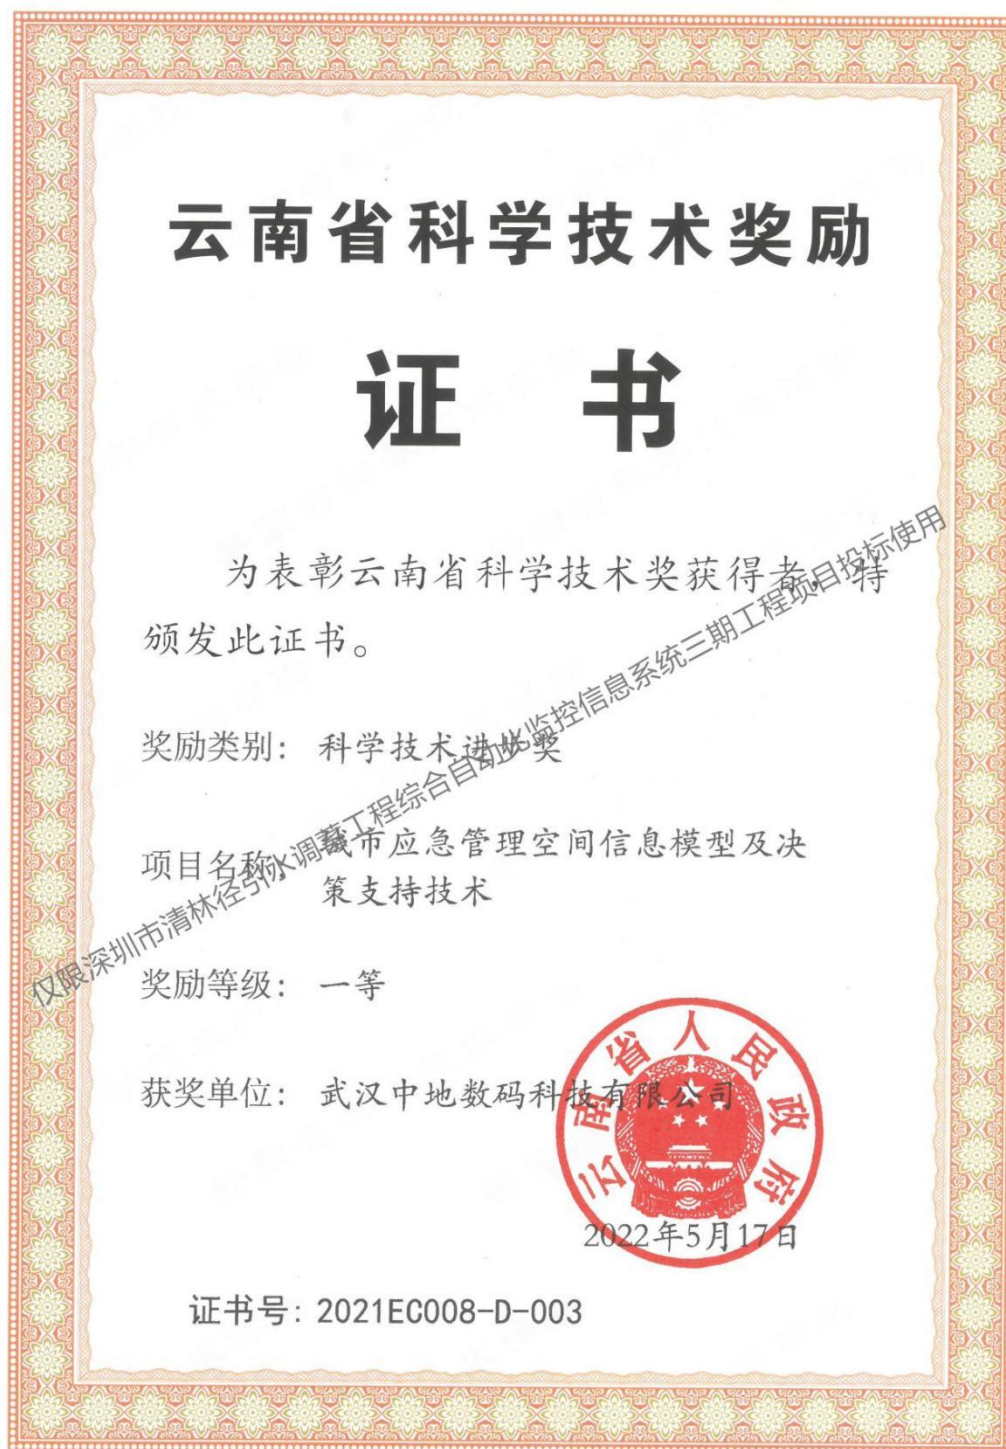 云南省科学技术奖励
证 书
为表彰云南省科学技术奖获得者，特
颁发此证书。
奖励类别： 科学技术进步奖
项目名称： 城市应急管理空间信息模型及决
策支持技术
奖励等级： 一等
获奖单位： 武汉中地数码科技有限公司
云南省人民政府
2022年5月17日
证书号：2021EC008-D-003
仅限深圳市清林径引水调蓄工程综合自动化监控信息系统三期工程项目投标使用